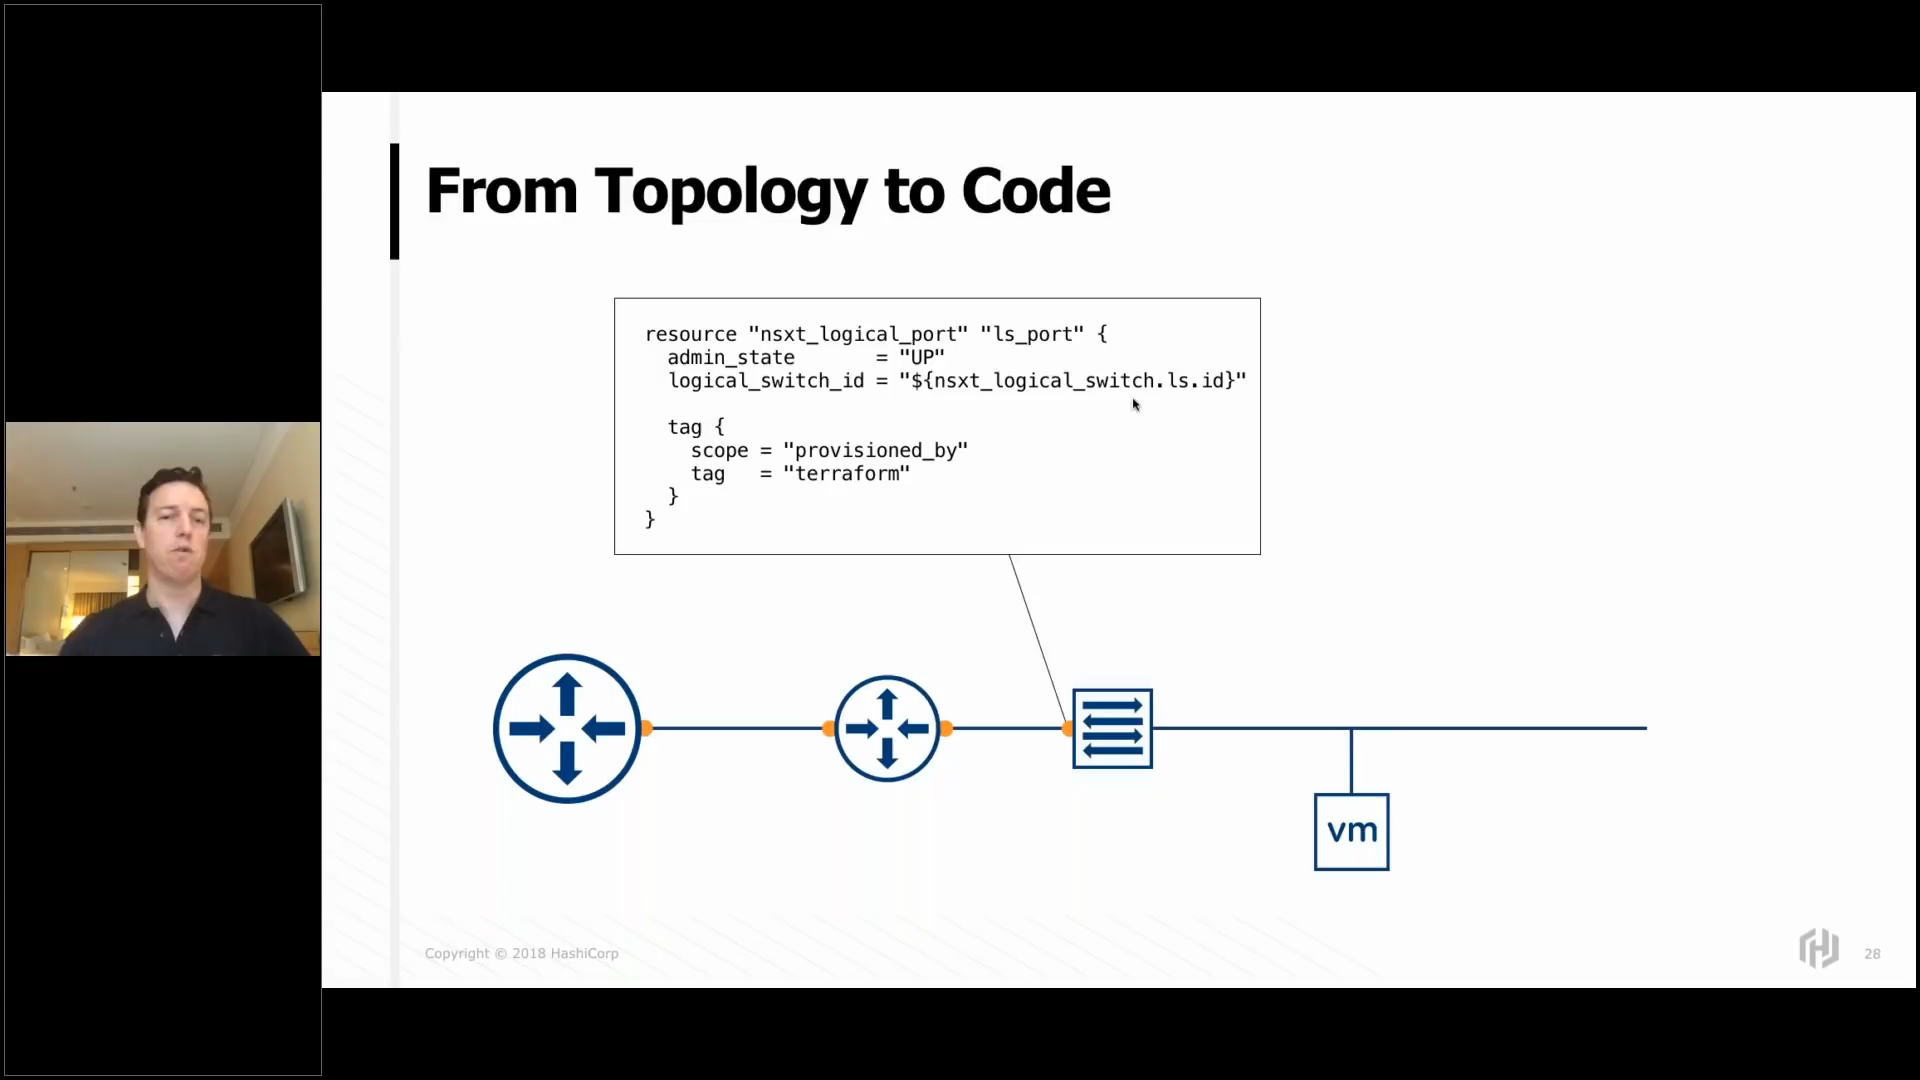 From Topology to Code
resource "nsxt_logical_port" "ls_port" {
  admin_state       = "UP"
  logical_switch_id = "${nsxt_logical_switch.ls.id}"
  tag {
    scope = "provisioned_by"
    tag   = "terraform"
  }
}
vm
Copyright © 2018 HashiCorp
28